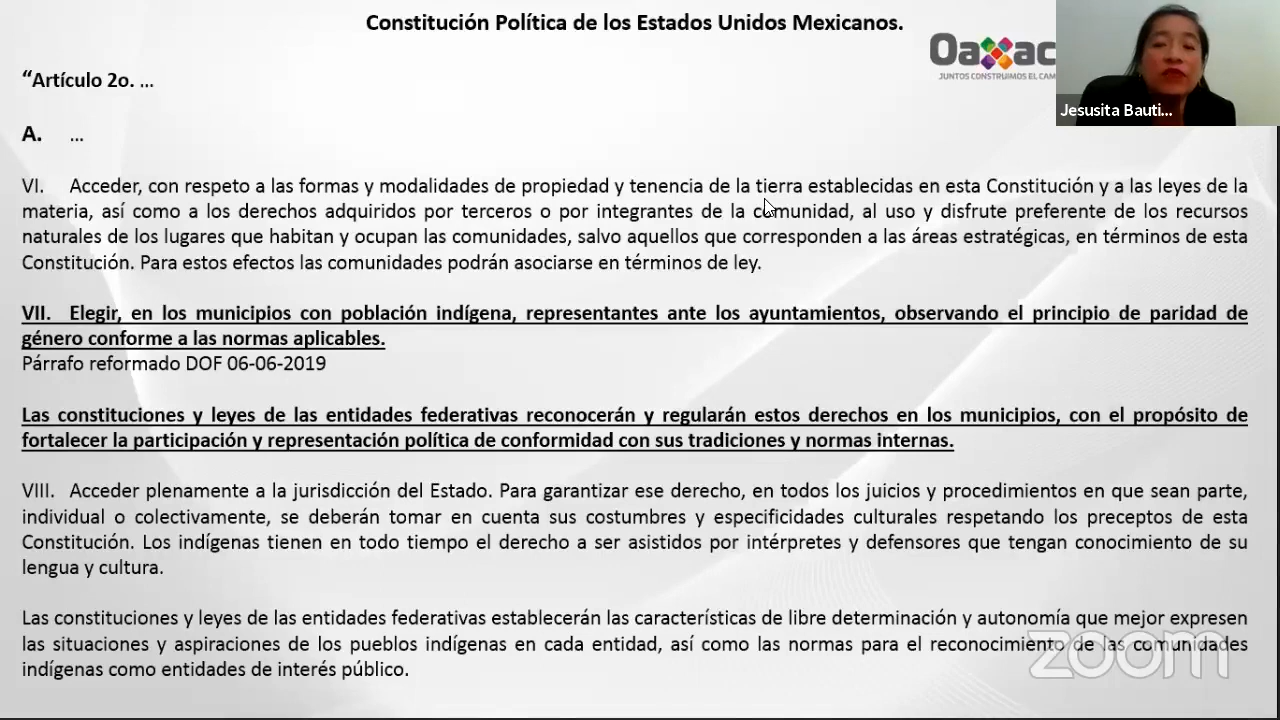 Constitución Política de los Estados Unidos Mexicanos.
Oaxac
JUNTOS CONSTRUIMOS EL CAM
Jesusita Bauti...
“Artículo 2o. ...
A. ...
VI. Acceder, con respeto a las formas y modalidades de propiedad y tenencia de la tierra establecidas en esta Constitución y a las leyes de la
materia, así como a los derechos adquiridos por terceros o por integrantes de la comunidad, al uso y disfrute preferente de los recursos
naturales de los lugares que habitan y ocupan las comunidades, salvo aquellos que corresponden a las áreas estratégicas, en términos de esta
Constitución. Para estos efectos las comunidades podrán asociarse en términos de ley.
VII. Elegir, en los municipios con población indígena, representantes ante los ayuntamientos, observando el principio de paridad de
género conforme a las normas aplicables.
Párrafo reformado DOF 06-06-2019
Las constituciones y leyes de las entidades federativas reconocerán y regularán estos derechos en los municipios, con el propósito de
fortalecer la participación y representación política de conformidad con sus tradiciones y normas internas.
VIII. Acceder plenamente a la jurisdicción del Estado. Para garantizar ese derecho, en todos los juicios y procedimientos en que sean parte,
individual o colectivamente, se deberán tomar en cuenta sus costumbres y especificidades culturales respetando los preceptos de esta
Constitución. Los indígenas tienen en todo tiempo el derecho a ser asistidos por intérpretes y defensores que tengan conocimiento de su
lengua y cultura.
Las constituciones y leyes de las entidades federativas establecerán las características de libre determinación y autonomía que mejor expresen
las situaciones y aspiraciones de los pueblos indígenas en cada entidad, así como las normas para el reconocimiento de las comunidades
indígenas como entidades de interés público.
zoom